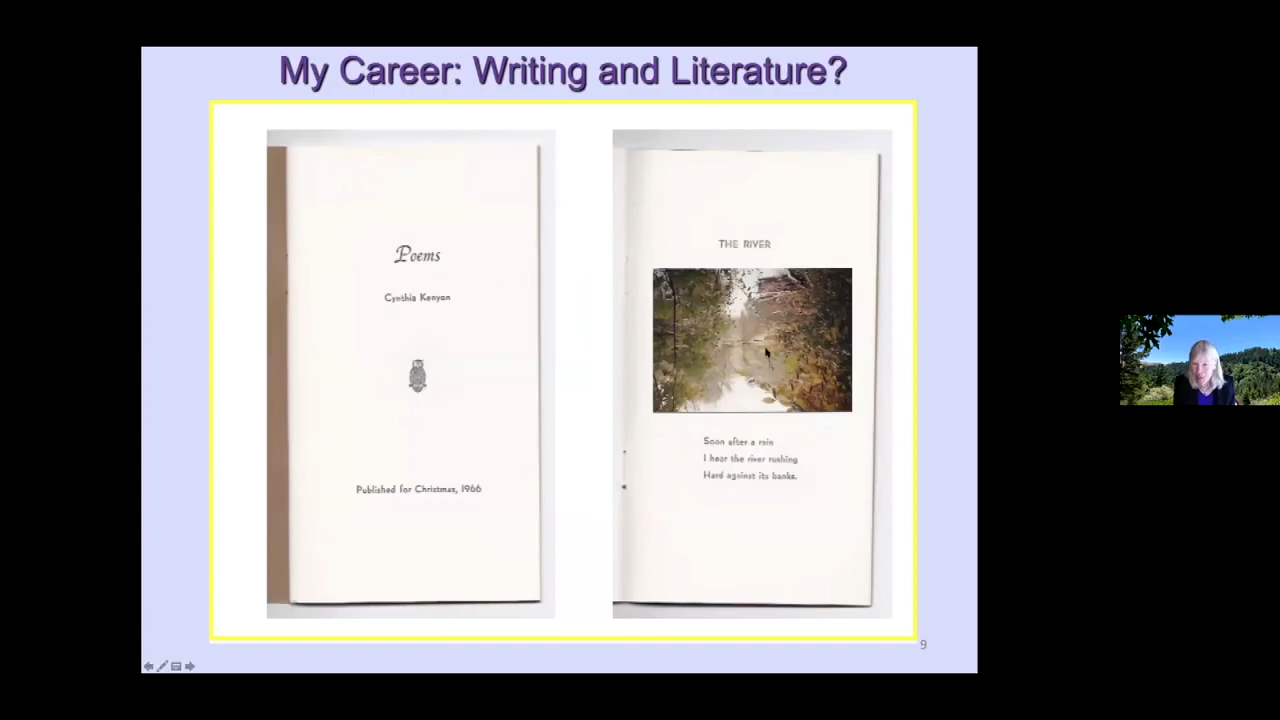 My Career: Writing and Literature?
Poems
Cynthia Kenyon
Published for Christmas, 1966
THE RIVER
Soon after a rain
I hear the river rushing
Hard against its banks.
9